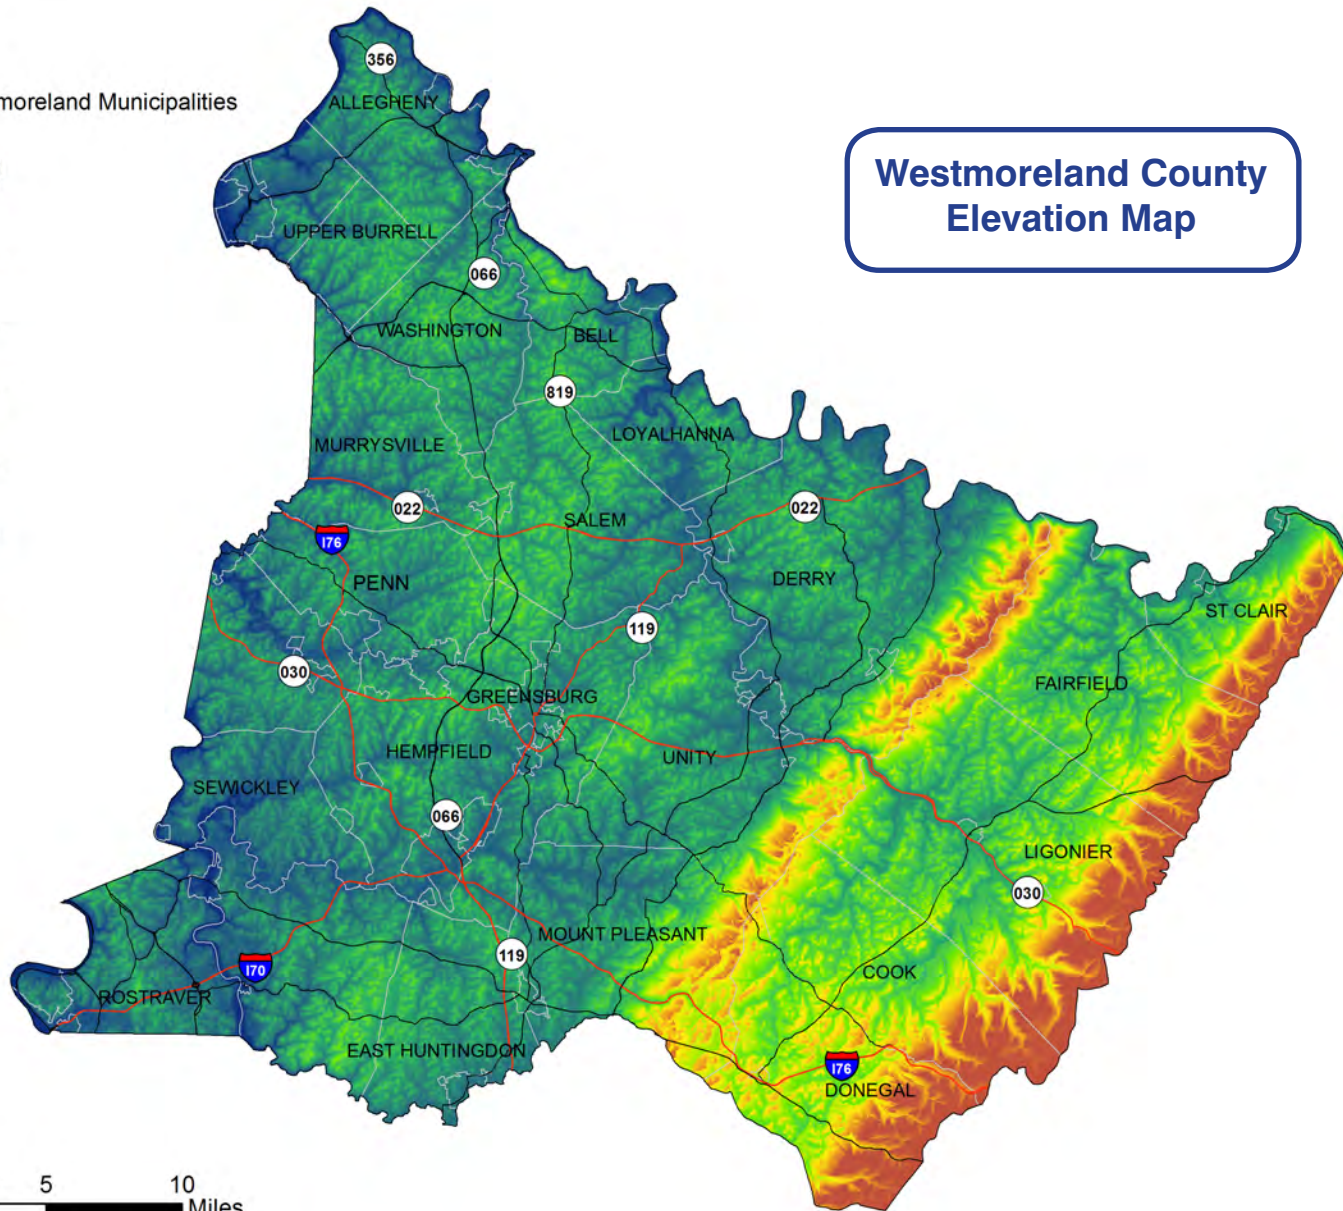 356
moreland Municipalities
ALLEGHENY
Westmoreland County
Elevation Map
UPPER BURRELL
066
WASHINGTON
BELL
819
LOYALHANNA
MURRYSVILLE
022
022
SALEM
I76
PENN
DERRY
ST CLAIR
119
030
FAIRFIELD
GREENSBURG
HEMPFIELD
UNITY
SEWICKLEY
066
LIGONIER
030
MOUNT PLEASANT
119
I70
COOK
ROSTRAVER
EAST HUNTINGDON
I76
DONEGAL
5 10
Miles